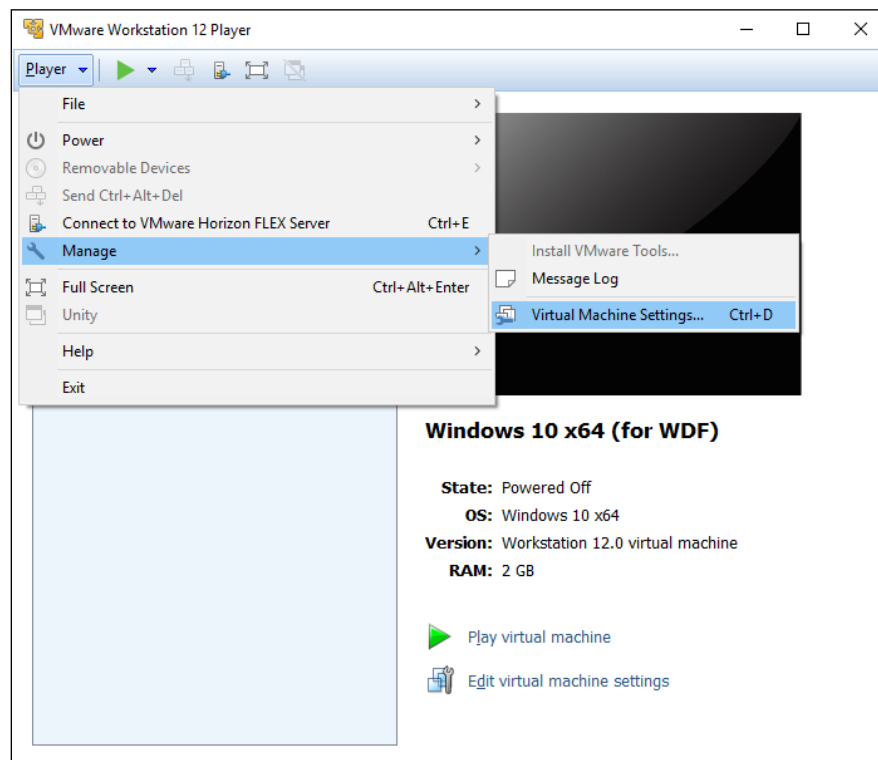 VMware Workstation 12 Player
Player
File
Power
Removable Devices
Send Ctrl+Alt+Del
Connect to VMware Horizon FLEX Server Ctrl+E
Manage
Install VMware Tools...
Message Log
Virtual Machine Settings... Ctrl+D
Full Screen Ctrl+Alt+Enter
Unity
Help
Exit
Windows 10 x64 (for WDF)
State: Powered Off
OS: Windows 10 x64
Version: Workstation 12.0 virtual machine
RAM: 2 GB
Play virtual machine
Edit virtual machine settings